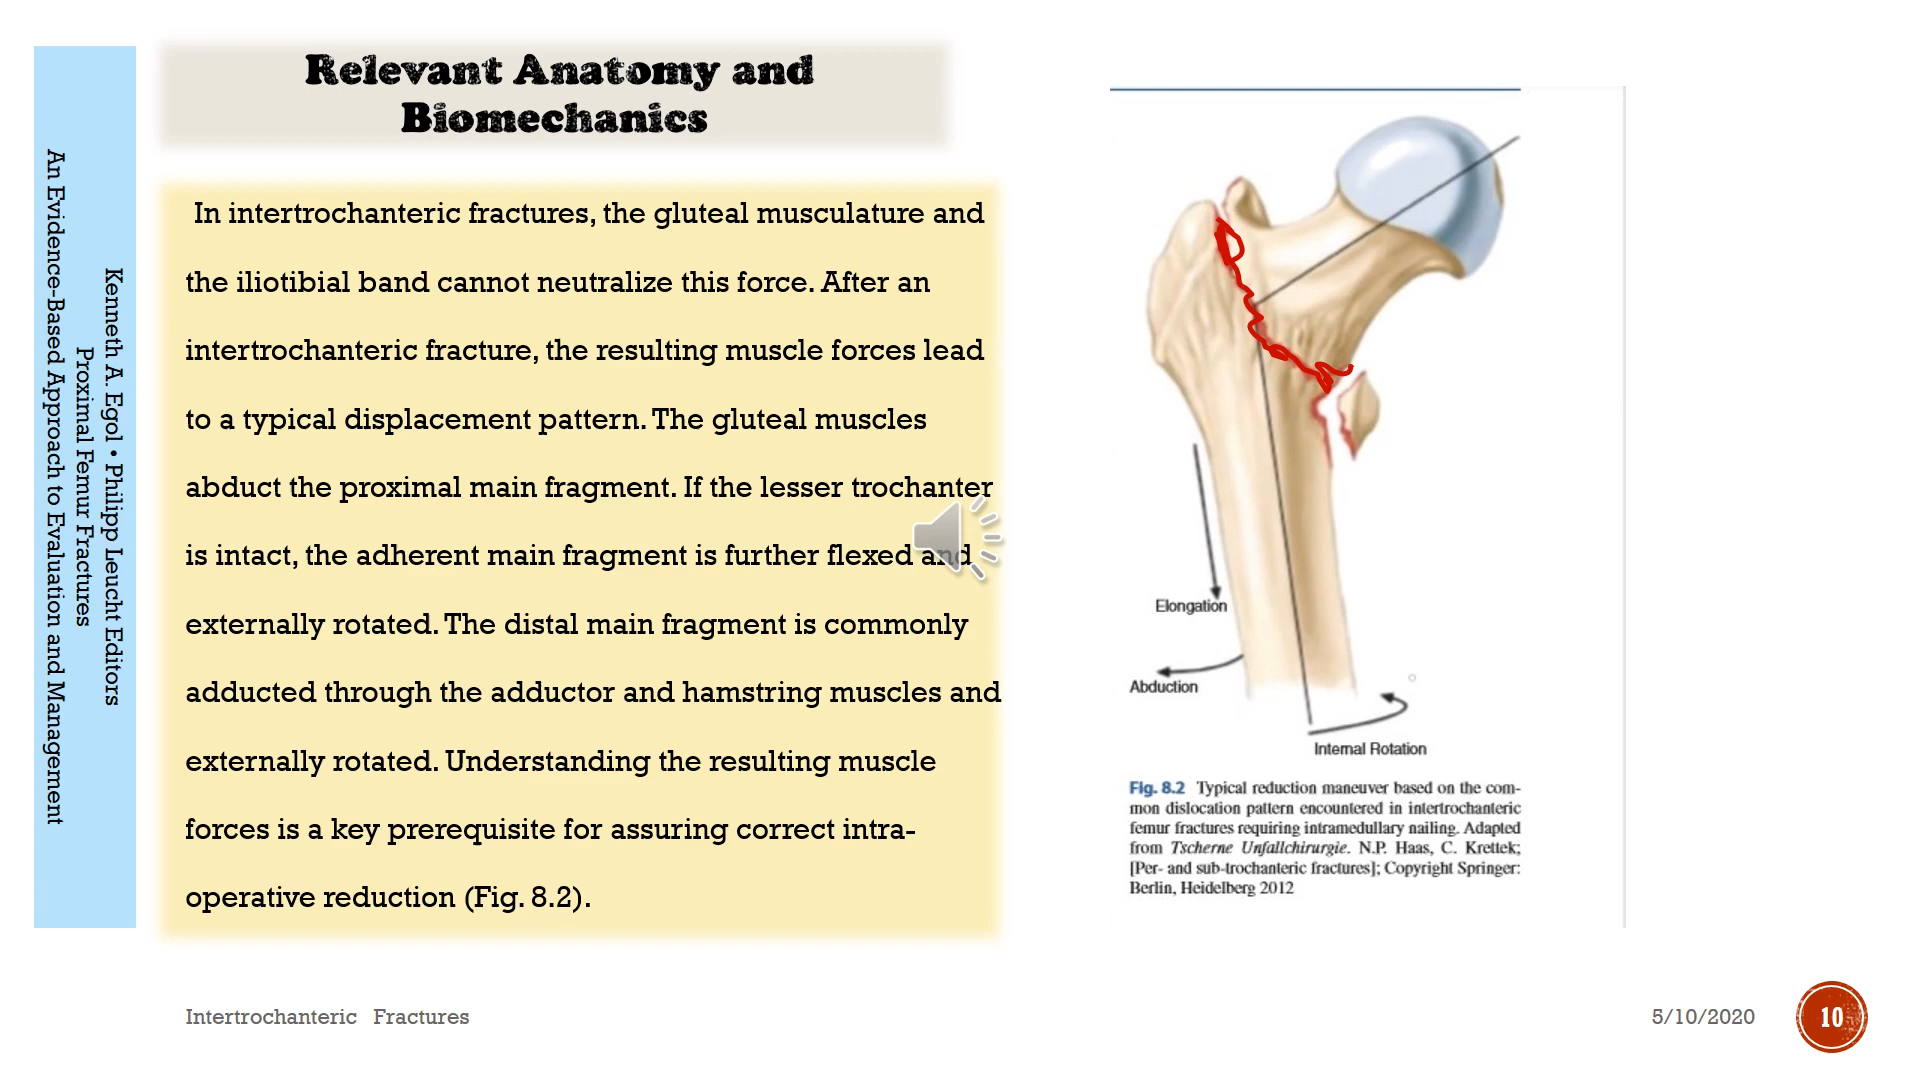 Relevant Anatomy and
Biomechanics
Kenneth A. Egol • Philipp Leucht Editors
Proximal Femur Fractures
An Evidence-Based Approach to Evaluation and Management
In intertrochanteric fractures, the gluteal musculature and
the iliotibial band cannot neutralize this force. After an
intertrochanteric fracture, the resulting muscle forces lead
to a typical displacement pattern. The gluteal muscles
abduct the proximal main fragment. If the lesser trochanter
is intact, the adherent main fragment is further flexed and
externally rotated. The distal main fragment is commonly
adducted through the adductor and hamstring muscles and
externally rotated. Understanding the resulting muscle
forces is a key prerequisite for assuring correct intra-
operative reduction (Fig. 8.2).
Elongation
Abduction
Internal Rotation
Fig. 8.2 Typical reduction maneuver based on the com-
mon dislocation pattern encountered in intertrochanteric
femur fractures requiring intramedullary nailing. Adapted
from Tscherne Unfallchirurgie. N.P. Haas, C. Krettek;
[Per- and sub-trochanteric fractures]; Copyright Springer:
Berlin, Heidelberg 2012
Intertrochanteric Fractures
5/10/2020
10